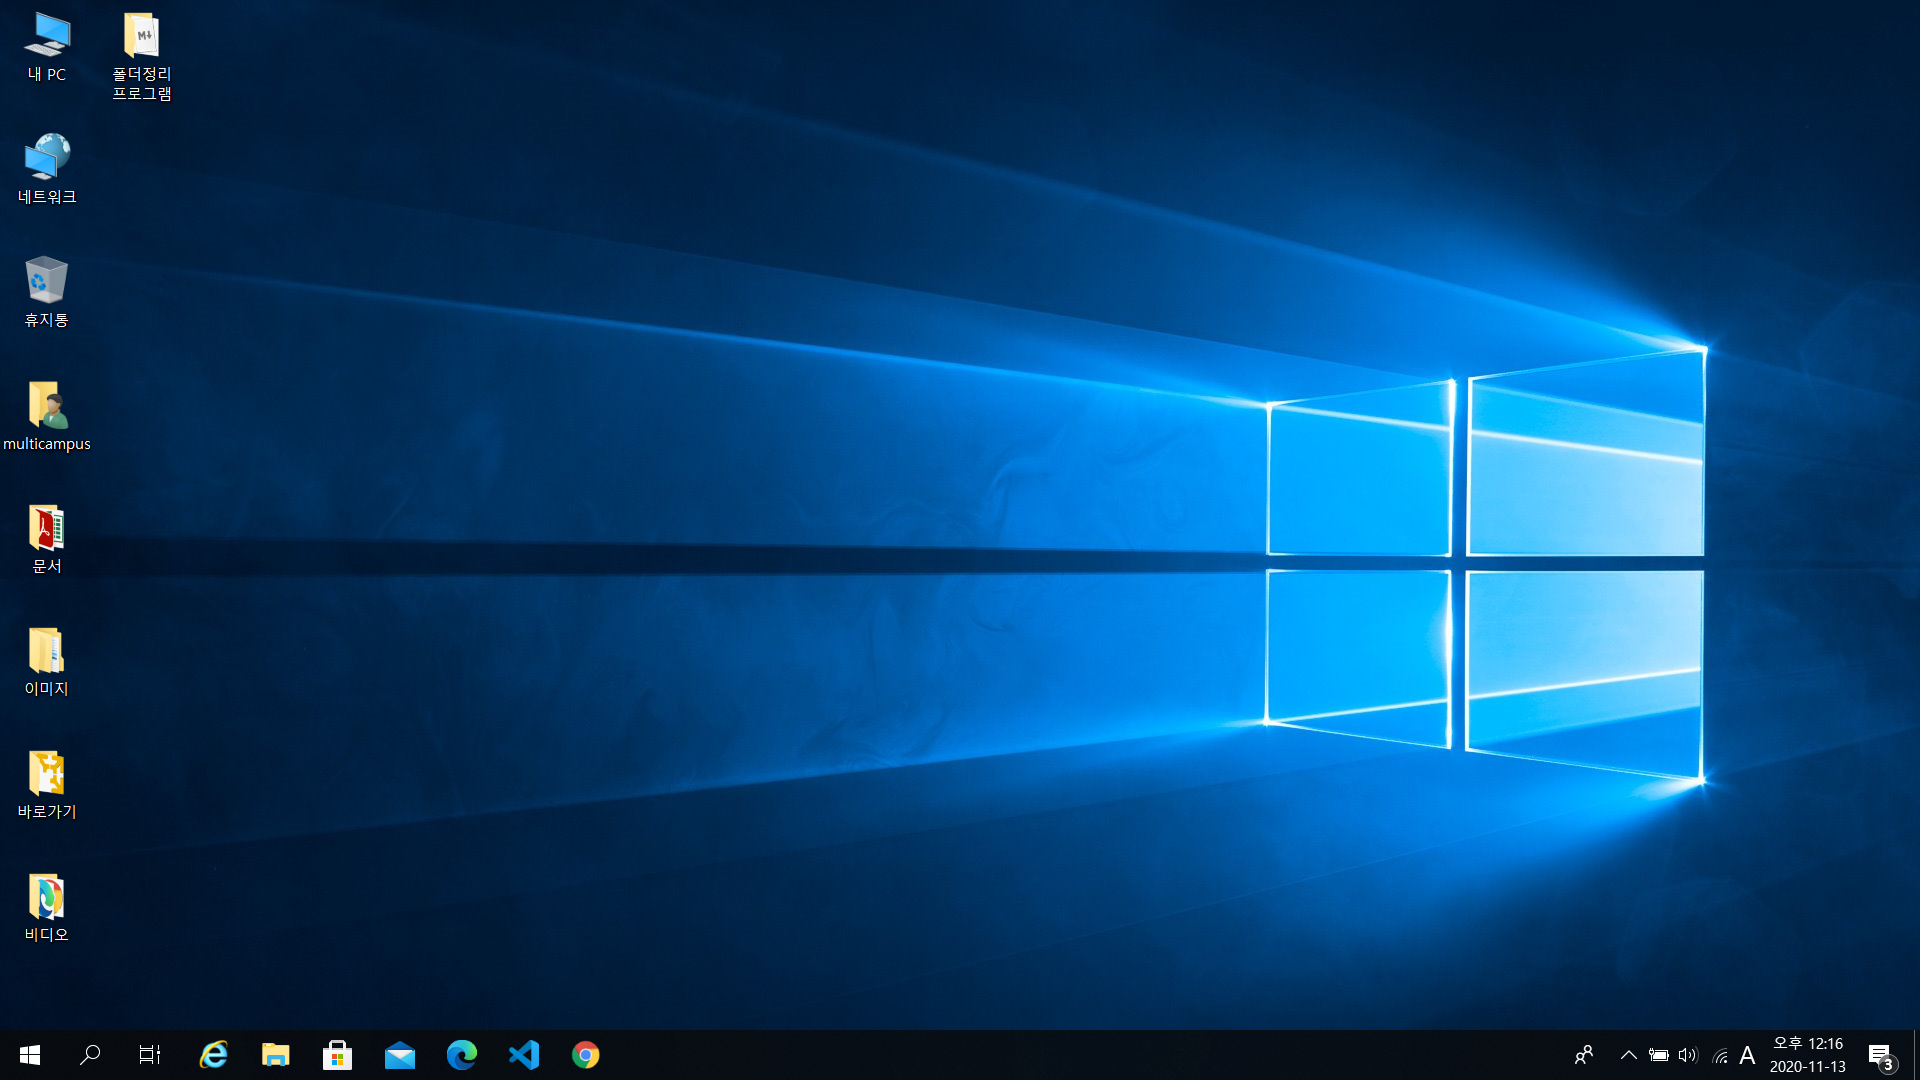 내 PC
폴더정리
프로그램
M↓
네트워크
휴지통
multicampus
문서
이미지
바로가기
비디오
A
오후 12:16
2020-11-13
3